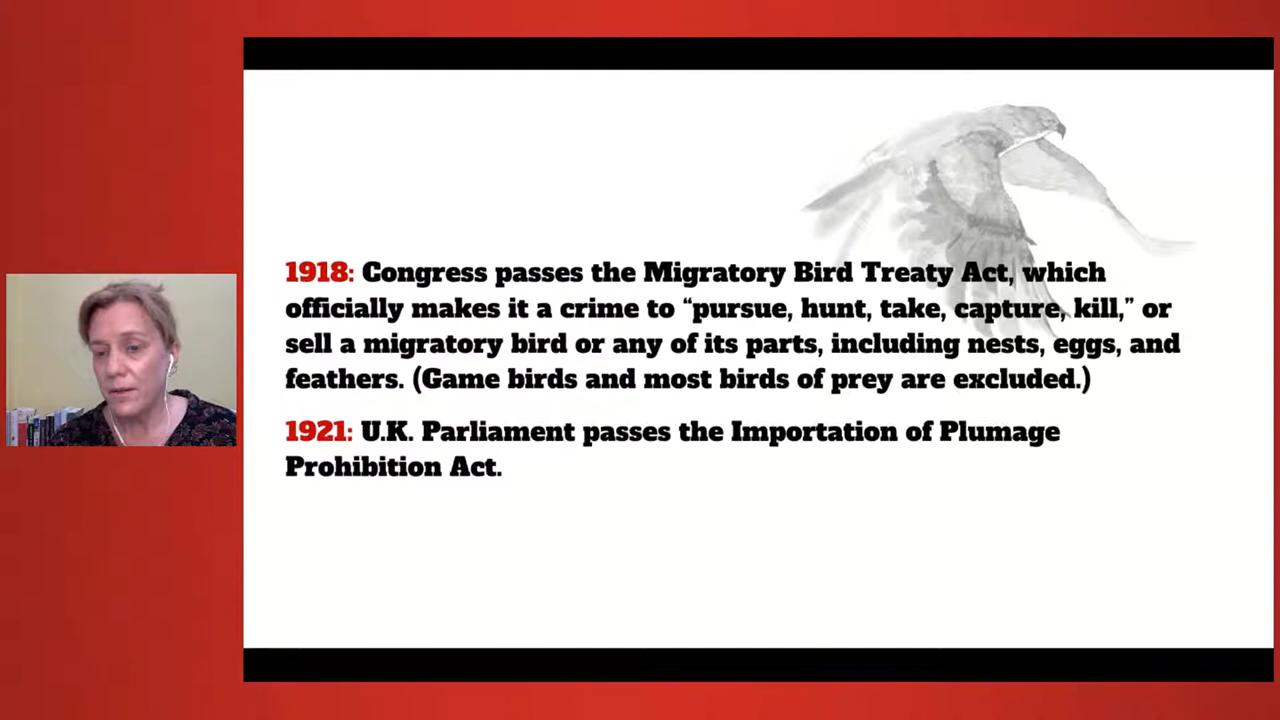 1918: Congress passes the Migratory Bird Treaty Act, which
officially makes it a crime to “pursue, hunt, take, capture, kill,” or
sell a migratory bird or any of its parts, including nests, eggs, and
feathers. (Game birds and most birds of prey are excluded.)
1921: U.K. Parliament passes the Importation of Plumage
Prohibition Act.